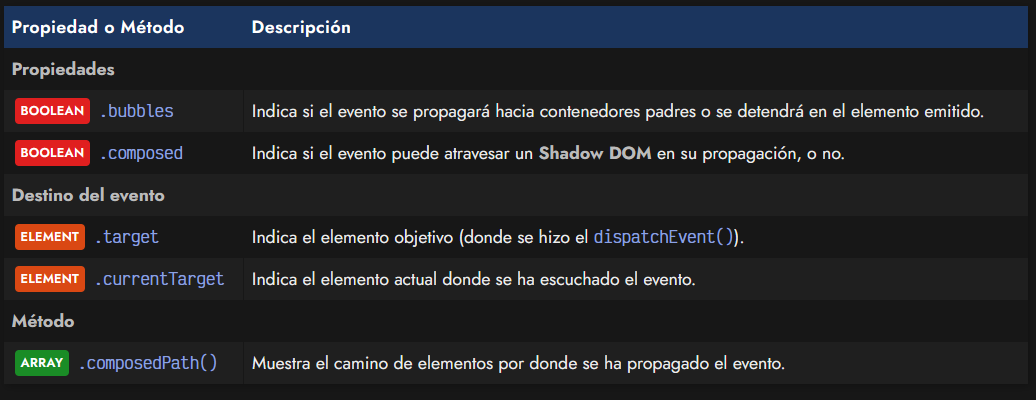 Propiedad o Método Descripción
Propiedades
BOOLEAN .bubbles Indica si el evento se propagará hacia contenedores padres o se detendrá en el elemento emitido.
BOOLEAN .composed Indica si el evento puede atravesar un Shadow DOM en su propagación, o no.
Destino del evento
ELEMENT .target Indica el elemento objetivo (donde se hizo el dispatchEvent()).
ELEMENT .currentTarget Indica el elemento actual donde se ha escuchado el evento.
Método
ARRAY .composedPath() Muestra el camino de elementos por donde se ha propagado el evento.